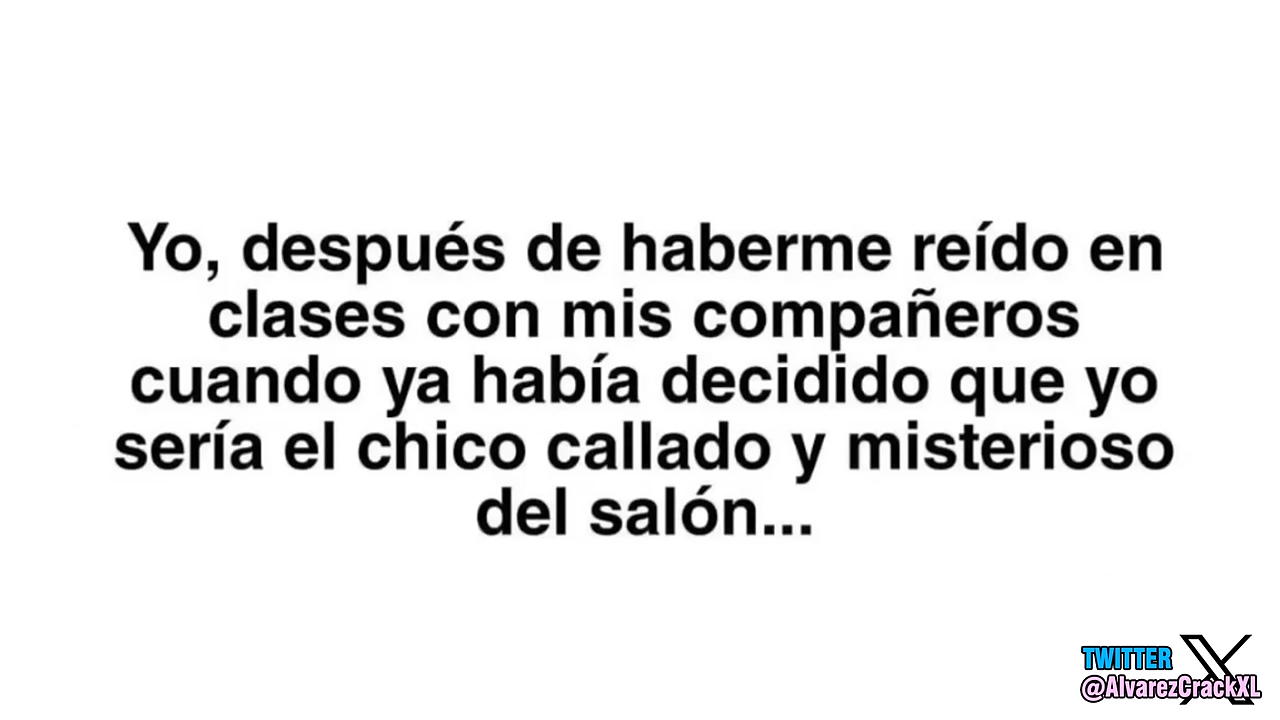 Yo, después de haberme reído en
clases con mis compañeros
cuando ya había decidido que yo
sería el chico callado y misterioso
del salón...
TWITTER
@AlvarezCrackXL